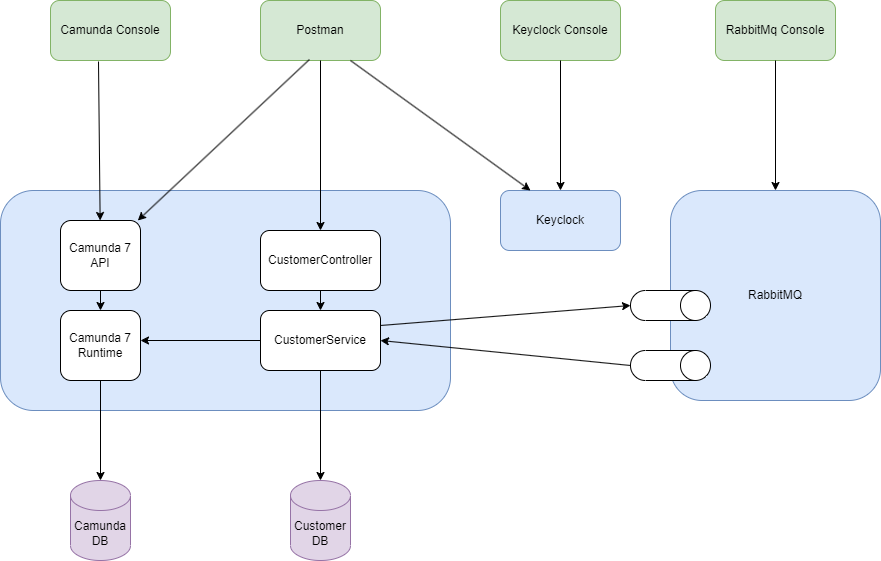 Camunda Console
Postman
Keyclock Console
RabbitMq Console
Camunda 7
API
CustomerController
Keyclock
RabbitMQ
Camunda 7
Runtime
CustomerService
Camunda
DB
Customer
DB